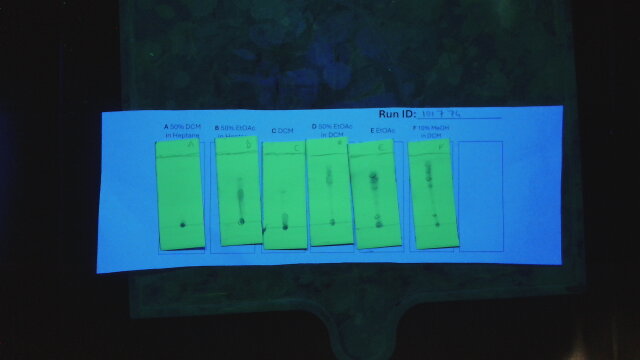 Run ID:
A 50% DCM
in Heptane
B 50% EtOAc
C DCM
D 50% EtOAc
in DCM
E EtOAc
F 10% MeOH
in DCM
A
B
C
E
F